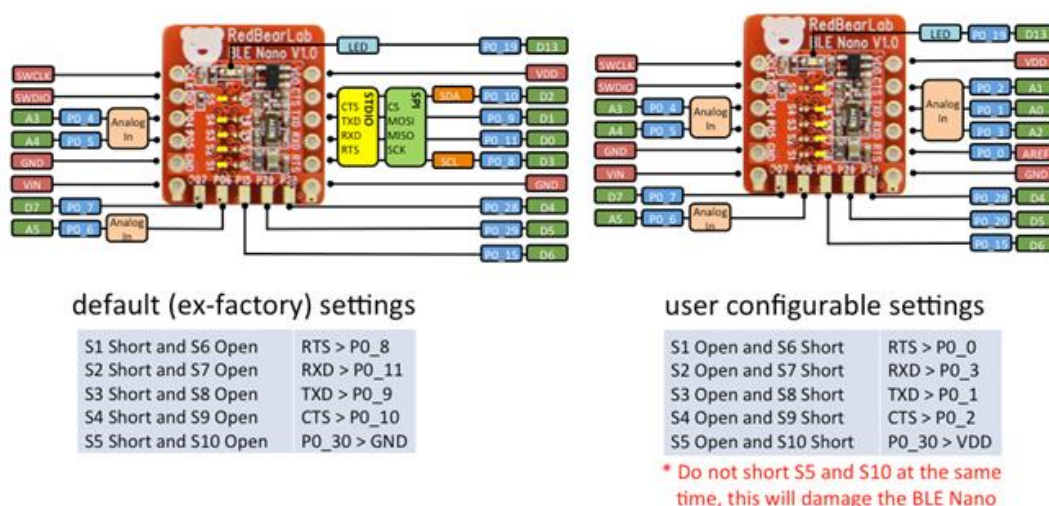 RedBearLab
BLE Nano V1.0
LED P0_19 D13
SWCLK
SWDIO
A3 P0_4
A4 P0_5
Analog
In
GND
VIN
D7 P0_7
A5 P0_6
Analog
In
VDD
STDIO
CTS
TXD
RXD
RTS
SPI
CS
MOSI
MISO
SCK
SDA P0_10 D2
P0_9 D1
P0_11 D0
SCL P0_8 D3
GND
P0_28 D4
P0_29 D5
P0_15 D6
default (ex-factory) settings
S1 Short and S6 Open RTS > P0_8
S2 Short and S7 Open RXD > P0_11
S3 Short and S8 Open TXD > P0_9
S4 Short and S9 Open CTS > P0_10
S5 Short and S10 Open P0_30 > GND
RedBearLab
BLE Nano V1.0
LED P0_19 D13
SWCLK
SWDIO
A3 P0_4
A4 P0_5
Analog
In
GND
VIN
D7 P0_7
A5 P0_6
Analog
In
VDD
Analog
In
P0_2 A1
P0_1 A0
P0_3 A2
P0_0 AREF
GND
P0_28 D4
P0_29 D5
P0_15 D6
user configurable settings
S1 Open and S6 Short RTS > P0_0
S2 Open and S7 Short RXD > P0_3
S3 Open and S8 Short TXD > P0_1
S4 Open and S9 Short CTS > P0_2
S5 Open and S10 Short P0_30 > VDD
* Do not short S5 and S10 at the same
time, this will damage the BLE Nano